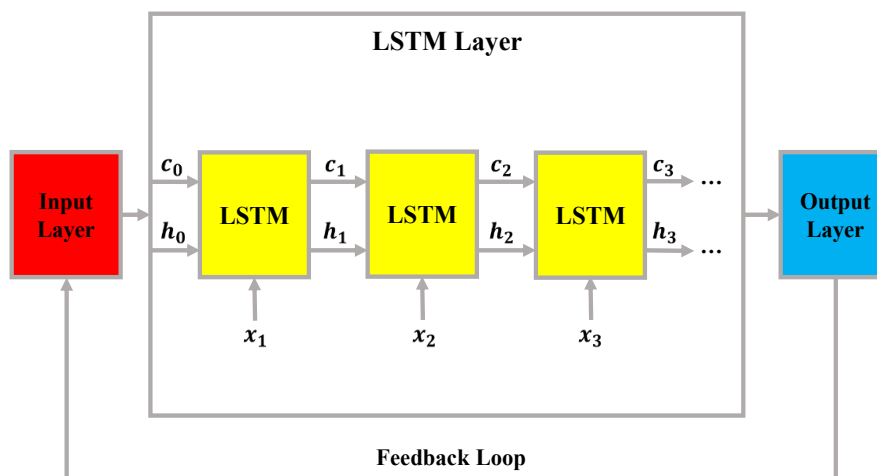 LSTM Layer
Input
Layer
c₀
h₀
LSTM
x₁
c₁
h₁
LSTM
x₂
c₂
h₂
LSTM
x₃
c₃ ...
h₃ ...
Output
Layer
Feedback Loop